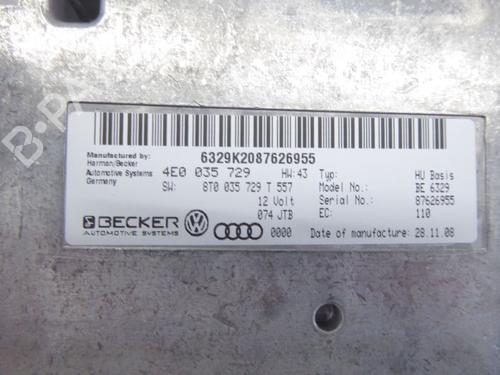 6329K2087626955
Manufactured by:
Harman/Becker
Automotive Systems
Germany
4E0 035 729 HW: 43 Typ: HU Basis
SW: 8T0 035 729 T 557 Model No.: BE 6329
12 Volt Serial No.: 87626955
074 JTB EC: 110
BECKER
AUTOMOTIVE SYSTEMS
0000 Date of manufacture: 28.11.08
B-PARTS